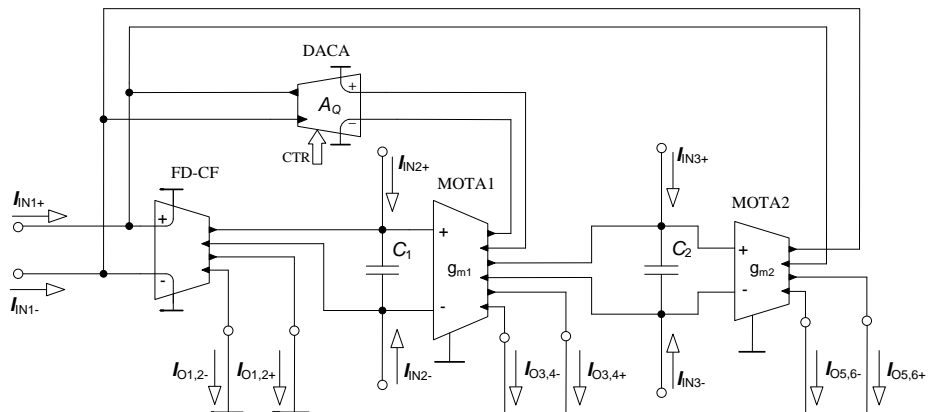 DACA
+
A_Q
−
CTR
FD-CF
I_IN1+
+
-
I_IN1-
I_O1,2-
I_O1,2+
I_IN2+
C_1
I_IN2-
MOTA1
+
g_m1
-
I_O3,4-
I_O3,4+
I_IN3+
C_2
I_IN3-
MOTA2
+
g_m2
-
I_O5,6-
I_O5,6+